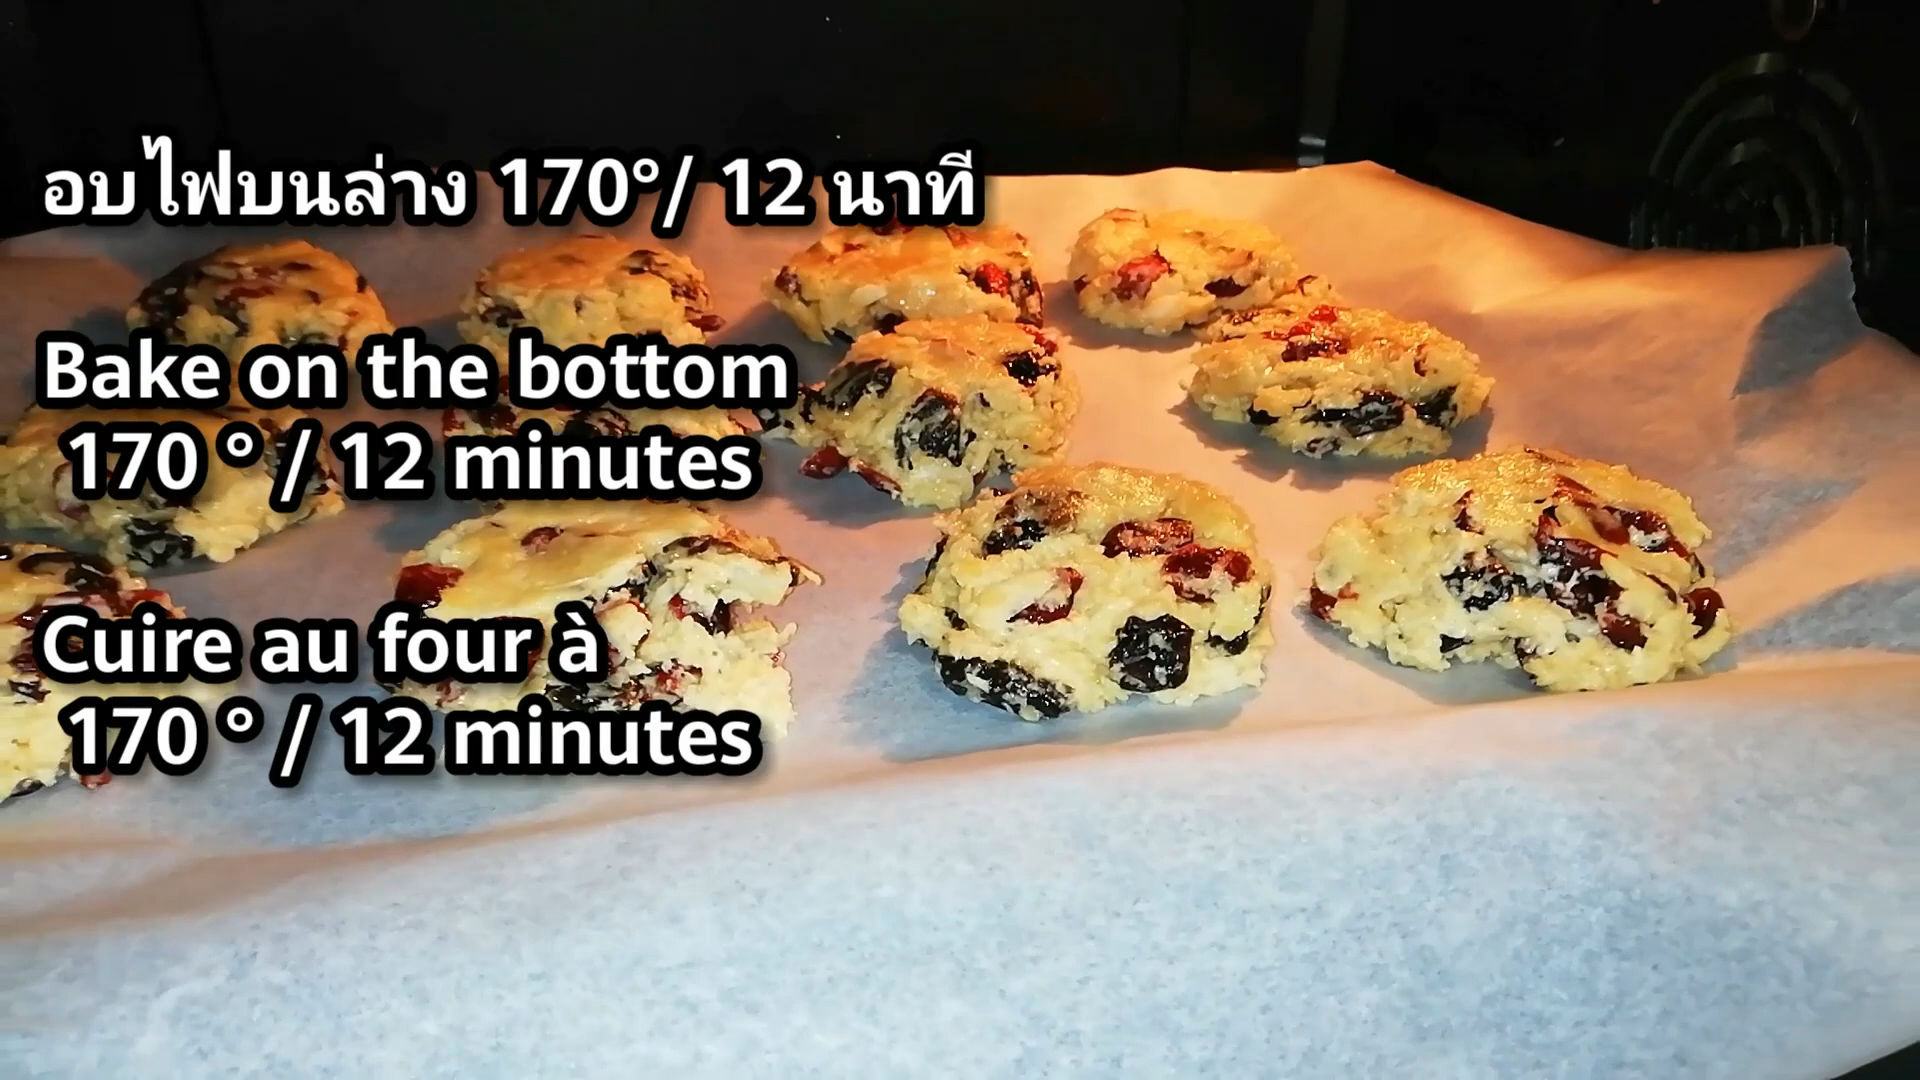 อบไฟบนล่าง 170°/ 12 นาที
Bake on the bottom
170 ° / 12 minutes
Cuire au four à
170 ° / 12 minutes